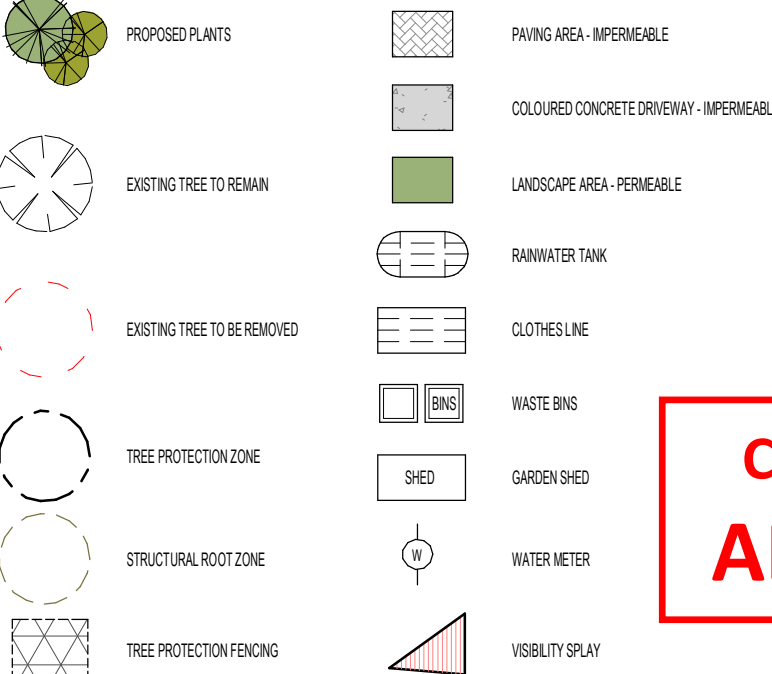 PROPOSED PLANTS
EXISTING TREE TO REMAIN
EXISTING TREE TO BE REMOVED
TREE PROTECTION ZONE
STRUCTURAL ROOT ZONE
TREE PROTECTION FENCING
PAVING AREA - IMPERMEABLE
COLOURED CONCRETE DRIVEWAY - IMPERMEABL
LANDSCAPE AREA - PERMEABLE
RAINWATER TANK
CLOTHES LINE
BINS WASTE BINS
SHED GARDEN SHED
W WATER METER
VISIBILITY SPLAY